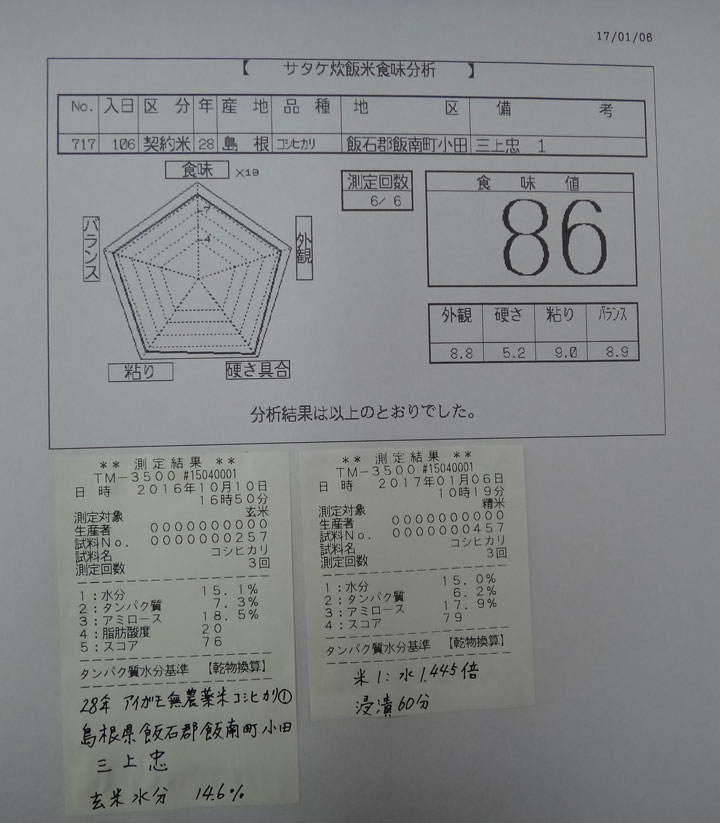 17/01/06
【 サタケ炊飯米食味分析 】
No. 入日 区分 年 産地 品種 地区 備考
717 106 契約米 28 島根 コシヒカリ 飯石郡飯南町小田 三上忠 1
食味 ×10
7
4
バランス
外観
粘り
硬さ具合
測定回数
6/ 6
食味値
86
外観 硬さ 粘り バランス
8.8 5.2 9.0 8.9
分析結果は以上のとおりでした。
** 測定結果 **
TM-3500 #15040001
日時 2016年10月10日
16時50分
測定対象 玄米
生産者 0000000000
試料No. 0000000257
試料名 コシヒカリ
測定回数 3回
1:水分 15.1%
2:タンパク質 7.3%
3:アミロース 18.5%
4:脂肪酸度 20
5:スコア 76
タンパク質水分基準 【乾物換算】
28年 アイガモ無農薬米コシヒカリ①
島根県飯石郡飯南町小田
三上忠
玄米水分 14.6%
** 測定結果 **
TM-3500 #15040001
日時 2017年01月06日
10時19分
測定対象 精米
生産者 0000000000
試料No. 0000000457
試料名 コシヒカリ
測定回数 3回
1:水分 15.0%
2:タンパク質 6.2%
3:アミロース 17.9%
4:スコア 79
タンパク質水分基準 【乾物換算】
米1:水1.445倍
浸漬60分